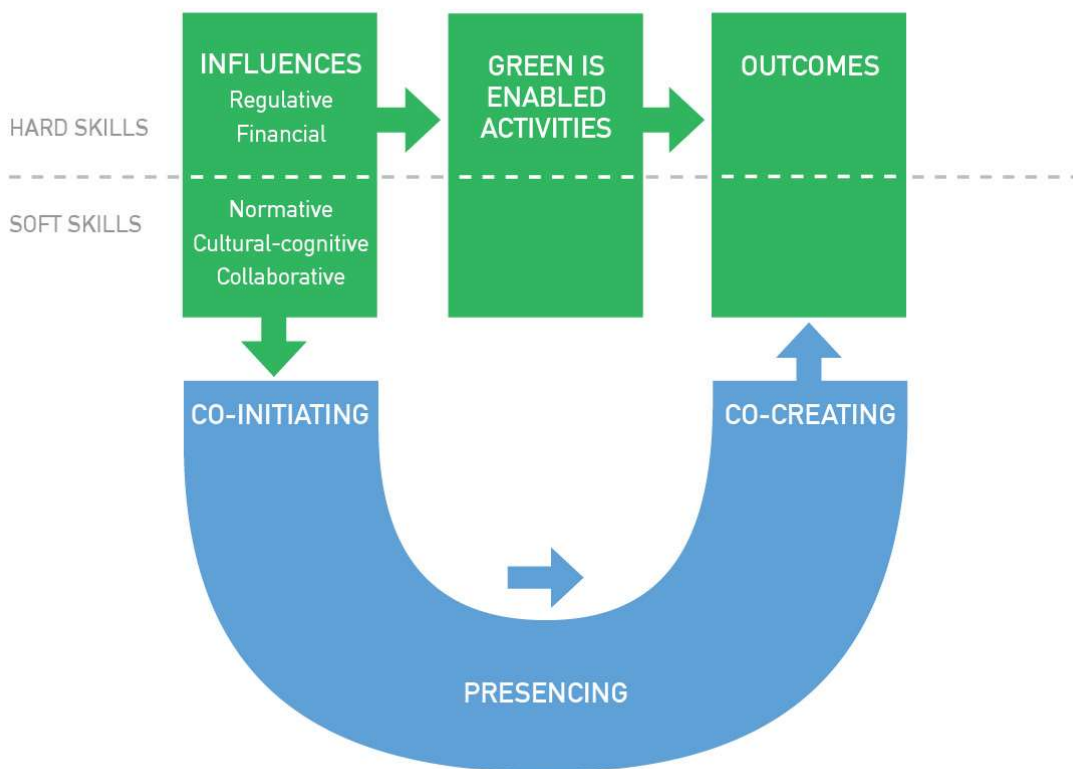 INFLUENCES
Regulative
Financial
GREEN IS
ENABLED
ACTIVITIES
OUTCOMES
HARD SKILLS
SOFT SKILLS
Normative
Cultural-cognitive
Collaborative
CO-INITIATING
CO-CREATING
PRESENCING